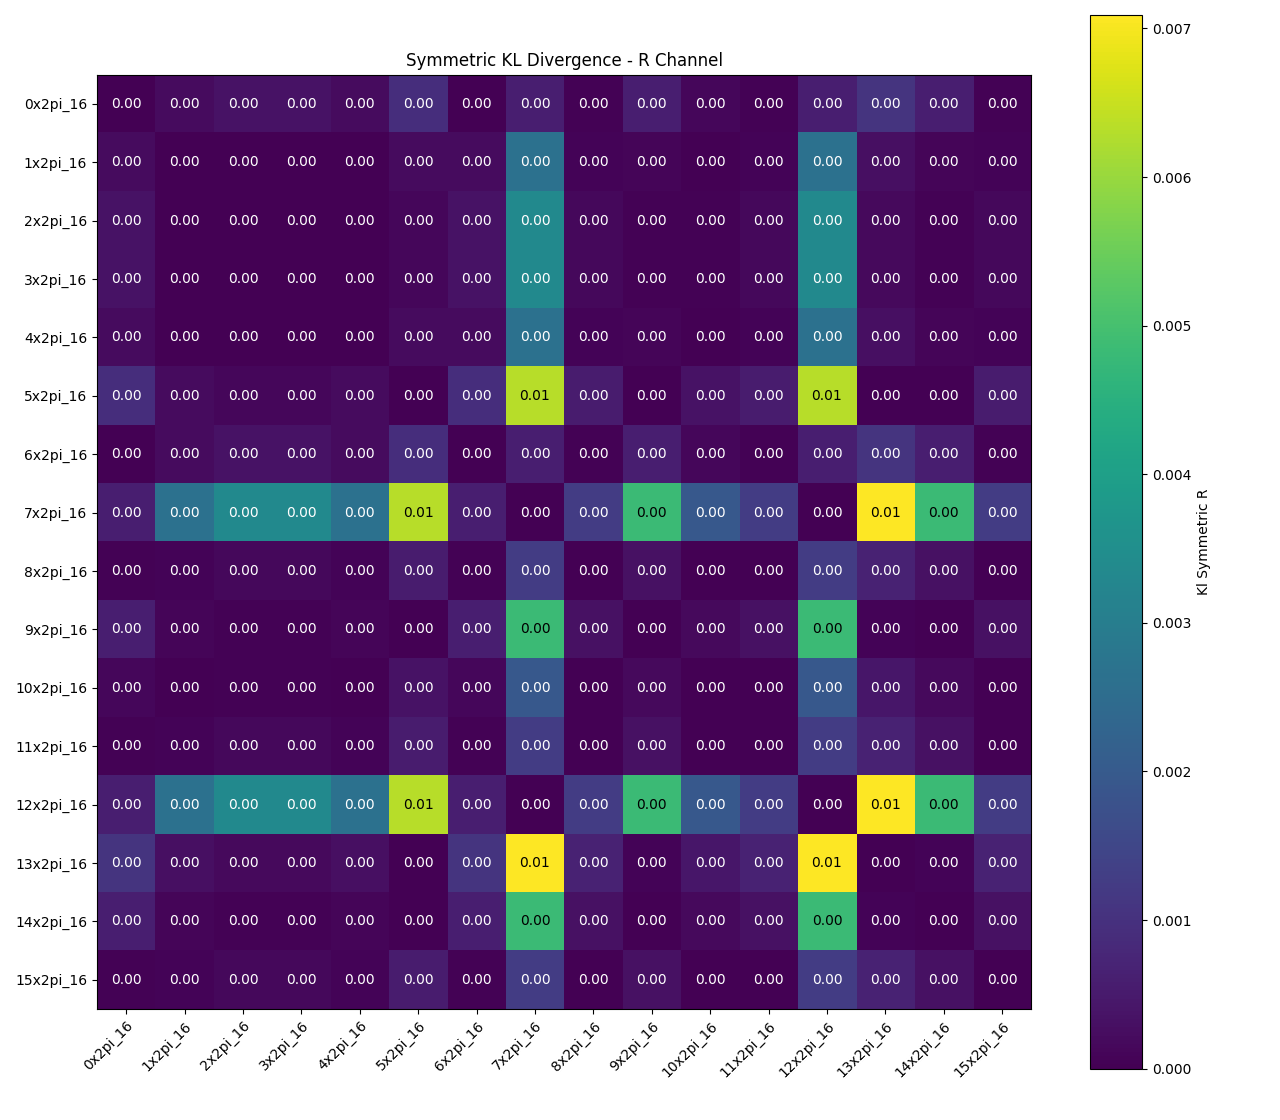 Symmetric KL Divergence - R Channel
0x2pi_16 0.00 0.00 0.00 0.00 0.00 0.00 0.00 0.00 0.00 0.00 0.00 0.00 0.00 0.00 0.00 0.00
1x2pi_16 0.00 0.00 0.00 0.00 0.00 0.00 0.00 0.00 0.00 0.00 0.00 0.00 0.00 0.00 0.00 0.00
2x2pi_16 0.00 0.00 0.00 0.00 0.00 0.00 0.00 0.00 0.00 0.00 0.00 0.00 0.00 0.00 0.00 0.00
3x2pi_16 0.00 0.00 0.00 0.00 0.00 0.00 0.00 0.00 0.00 0.00 0.00 0.00 0.00 0.00 0.00 0.00
4x2pi_16 0.00 0.00 0.00 0.00 0.00 0.00 0.00 0.00 0.00 0.00 0.00 0.00 0.00 0.00 0.00 0.00
5x2pi_16 0.00 0.00 0.00 0.00 0.00 0.00 0.00 0.01 0.00 0.00 0.00 0.00 0.01 0.00 0.00 0.00
6x2pi_16 0.00 0.00 0.00 0.00 0.00 0.00 0.00 0.00 0.00 0.00 0.00 0.00 0.00 0.00 0.00 0.00
7x2pi_16 0.00 0.00 0.00 0.00 0.00 0.01 0.00 0.00 0.00 0.00 0.00 0.00 0.00 0.01 0.00 0.00
8x2pi_16 0.00 0.00 0.00 0.00 0.00 0.00 0.00 0.00 0.00 0.00 0.00 0.00 0.00 0.00 0.00 0.00
9x2pi_16 0.00 0.00 0.00 0.00 0.00 0.00 0.00 0.00 0.00 0.00 0.00 0.00 0.00 0.00 0.00 0.00
10x2pi_16 0.00 0.00 0.00 0.00 0.00 0.00 0.00 0.00 0.00 0.00 0.00 0.00 0.00 0.00 0.00 0.00
11x2pi_16 0.00 0.00 0.00 0.00 0.00 0.00 0.00 0.00 0.00 0.00 0.00 0.00 0.00 0.00 0.00 0.00
12x2pi_16 0.00 0.00 0.00 0.00 0.00 0.01 0.00 0.00 0.00 0.00 0.00 0.00 0.00 0.01 0.00 0.00
13x2pi_16 0.00 0.00 0.00 0.00 0.00 0.00 0.00 0.01 0.00 0.00 0.00 0.00 0.01 0.00 0.00 0.00
14x2pi_16 0.00 0.00 0.00 0.00 0.00 0.00 0.00 0.00 0.00 0.00 0.00 0.00 0.00 0.00 0.00 0.00
15x2pi_16 0.00 0.00 0.00 0.00 0.00 0.00 0.00 0.00 0.00 0.00 0.00 0.00 0.00 0.00 0.00 0.00
0x2pi_16 1x2pi_16 2x2pi_16 3x2pi_16 4x2pi_16 5x2pi_16 6x2pi_16 7x2pi_16 8x2pi_16 9x2pi_16 10x2pi_16 11x2pi_16 12x2pi_16 13x2pi_16 14x2pi_16 15x2pi_16
0.007
0.006
0.005
0.004
0.003
0.002
0.001
0.000
Kl Symmetric R